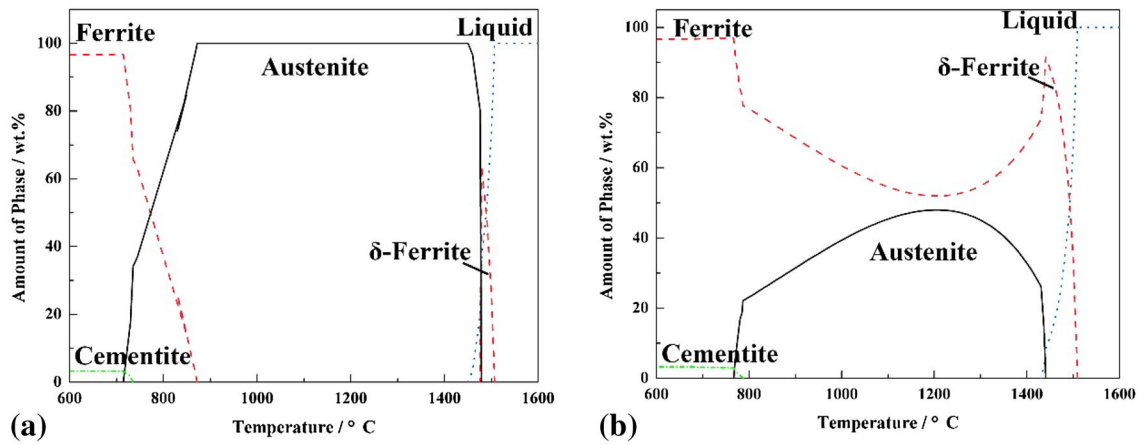 Ferrite
Liquid
100
Austenite
80
60
40
δ-Ferrite
20
Cementite
0
600
800
1000
1200
1400
1600
Amount of Phase / wt.%
Temperature / ° C
(a)
Ferrite
Liquid
100
δ-Ferrite
80
60
40
Austenite
20
Cementite
0
600
800
1000
1200
1400
1600
Amount of Phase / wt.%
Temperature / ° C
(b)